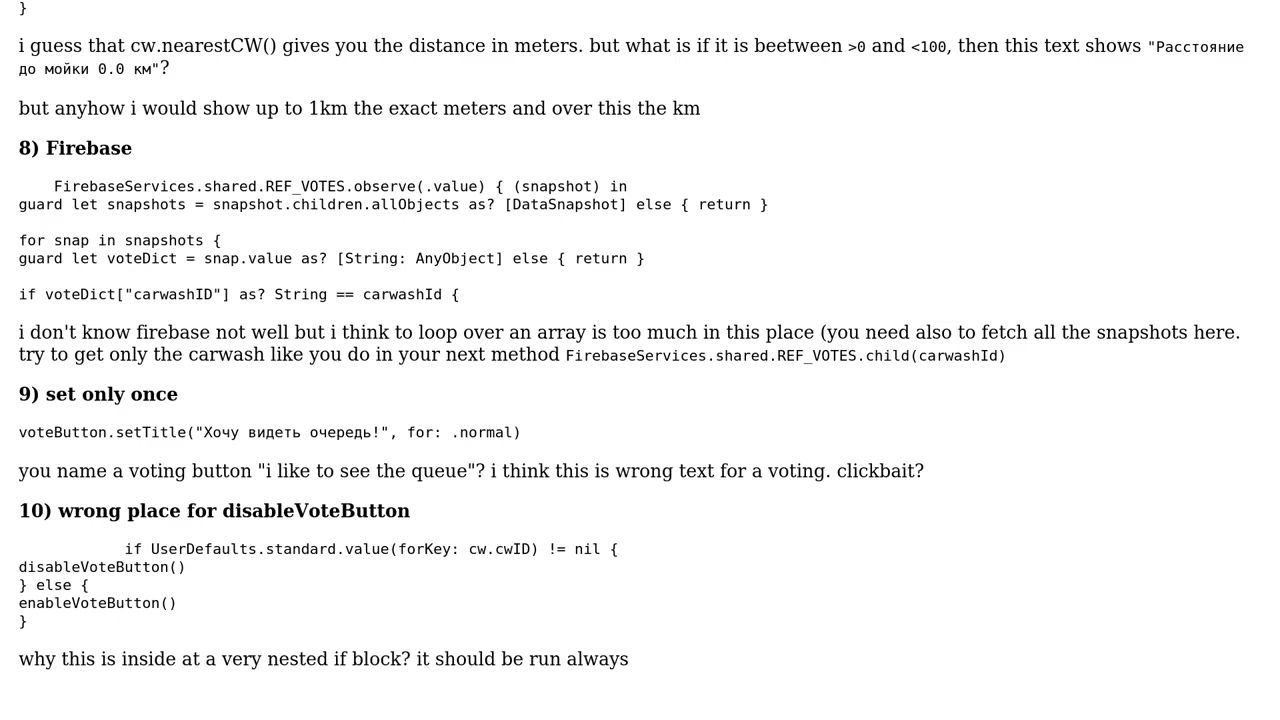 }
i guess that cw.nearestCW() gives you the distance in meters. but what is if it is beetween >0 and <100, then this text shows "Расстояние
до мойки 0.0 км"?
but anyhow i would show up to 1km the exact meters and over this the km
8) Firebase
FirebaseServices.shared.REF_VOTES.observe(.value) { (snapshot) in
guard let snapshots = snapshot.children.allObjects as? [DataSnapshot] else { return }
for snap in snapshots {
guard let voteDict = snap.value as? [String: AnyObject] else { return }
if voteDict["carwashID"] as? String == carwashId {
i don't know firebase not well but i think to loop over an array is too much in this place (you need also to fetch all the snapshots here.
try to get only the carwash like you do in your next method FirebaseServices.shared.REF_VOTES.child(carwashId)
9) set only once
voteButton.setTitle("Хочу видеть очередь!", for: .normal)
you name a voting button "i like to see the queue"? i think this is wrong text for a voting. clickbait?
10) wrong place for disableVoteButton
if UserDefaults.standard.value(forKey: cw.cwID) != nil {
disableVoteButton()
} else {
enableVoteButton()
}
why this is inside at a very nested if block? it should be run always